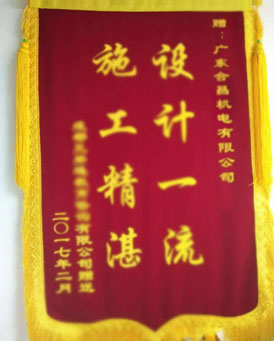 赠：广东合昌机电有限公司
设计一流
施工精湛
有限公司赠送
二〇一七年二月